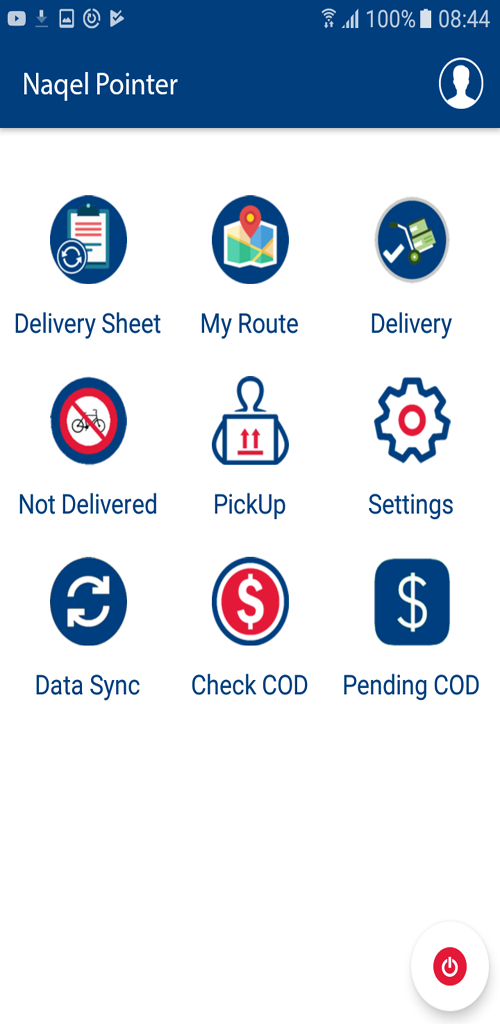 100% 08:44
Naqel Pointer
Delivery Sheet My Route Delivery
Not Delivered PickUp Settings
Data Sync Check COD Pending COD